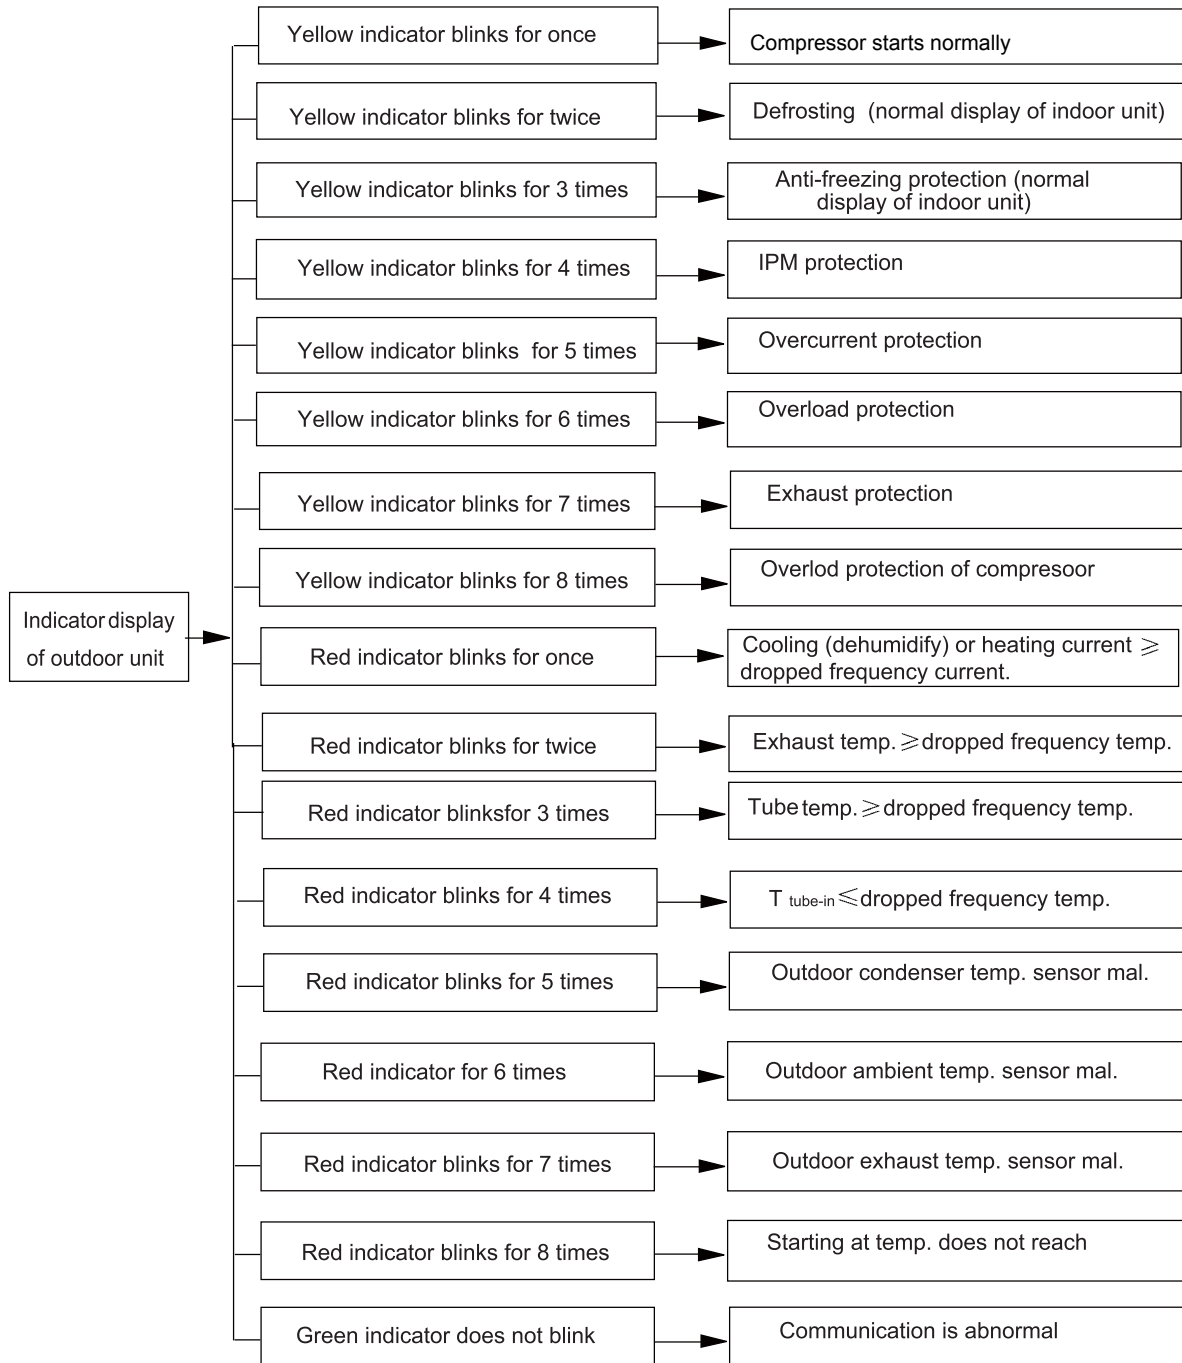 Yellow indicator blinks for once
Compressor starts normally
Yellow indicator blinks for twice
Defrosting (normal display of indoor unit)
Yellow indicator blinks for 3 times
Anti-freezing protection (normal
display of indoor unit)
Yellow indicator blinks for 4 times
IPM protection
Yellow indicator blinks for 5 times
Overcurrent protection
Yellow indicator blinks for 6 times
Overload protection
Yellow indicator blinks for 7 times
Exhaust protection
Yellow indicator blinks for 8 times
Overlod protection of compresoor
Indicator display
of outdoor unit
Red indicator blinks for once
Cooling (dehumidify) or heating current ≥
dropped frequency current.
Red indicator blinks for twice
Exhaust temp. ≥dropped frequency temp.
Red indicator blinksfor 3 times
Tube temp. ≥dropped frequency temp.
Red indicator blinks for 4 times
T tube-in ≤dropped frequency temp.
Red indicator blinks for 5 times
Outdoor condenser temp. sensor mal.
Red indicator for 6 times
Outdoor ambient temp. sensor mal.
Red indicator blinks for 7 times
Outdoor exhaust temp. sensor mal.
Red indicator blinks for 8 times
Starting at temp. does not reach
Green indicator does not blink
Communication is abnormal